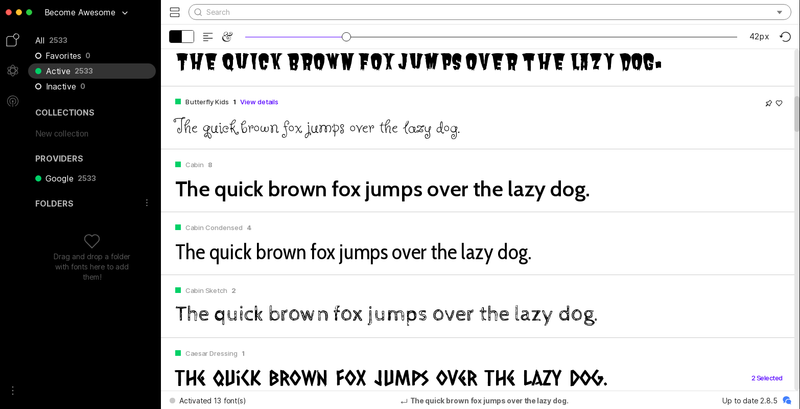 Become Awesome
Search
All 2533
Favorites 0
Active 2533
Inactive 0
COLLECTIONS
New collection
PROVIDERS
Google 2533
FOLDERS
Drag and drop a folder
with fonts here to add
them!
42px
THE QUICK BROWN FOX JUMPS OVER THE LAZY DOG.
Butterfly Kids 1 View details
The quick brown fox jumps over the lazy dog.
Cabin 8
The quick brown fox jumps over the lazy dog.
Cabin Condensed 4
The quick brown fox jumps over the lazy dog.
Cabin Sketch 2
The quick brown fox jumps over the lazy dog.
Caesar Dressing 1
THE QUICK BROWN FOX JUMPS OVER THE LAZY DOG.
2 Selected
Activated 13 font(s)
The quick brown fox jumps over the lazy dog.
Up to date 2.8.5